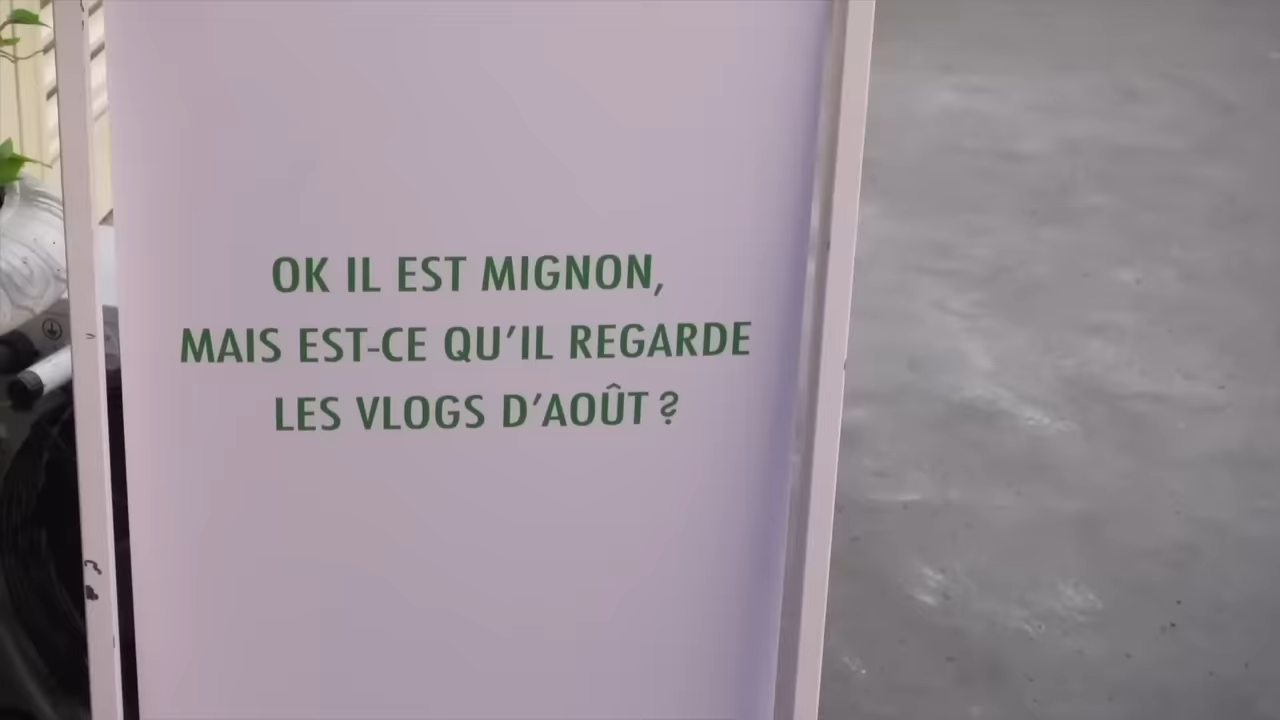 OK IL EST MIGNON,
MAIS EST-CE QU’IL REGARDE
LES VLOGS D’AOÛT ?